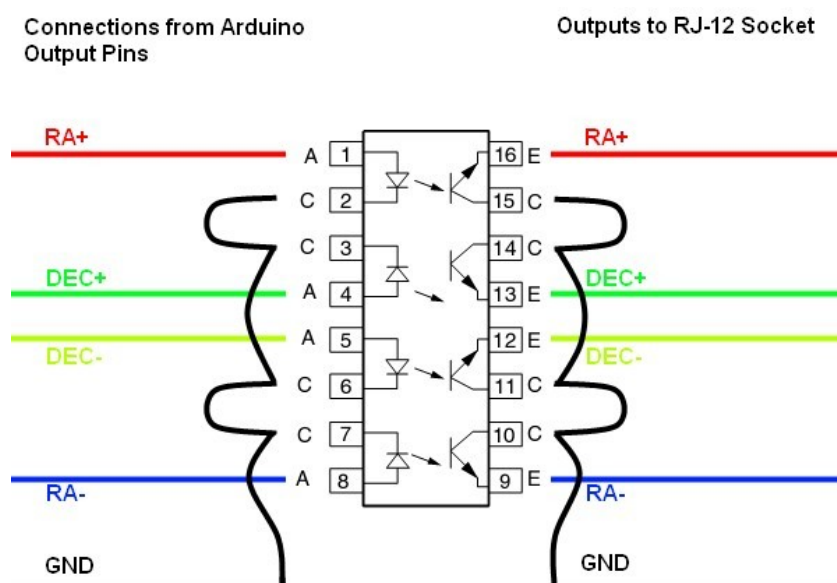 Connections from Arduino
Output Pins
Outputs to RJ-12 Socket
RA+ A 1 16 E RA+
C 2 15 C
C 3 14 C
DEC+ A 4 13 E DEC+
A 5 12 E
DEC- C 6 11 C DEC-
C 7 10 C
A 8 9 E
RA- RA-
GND GND